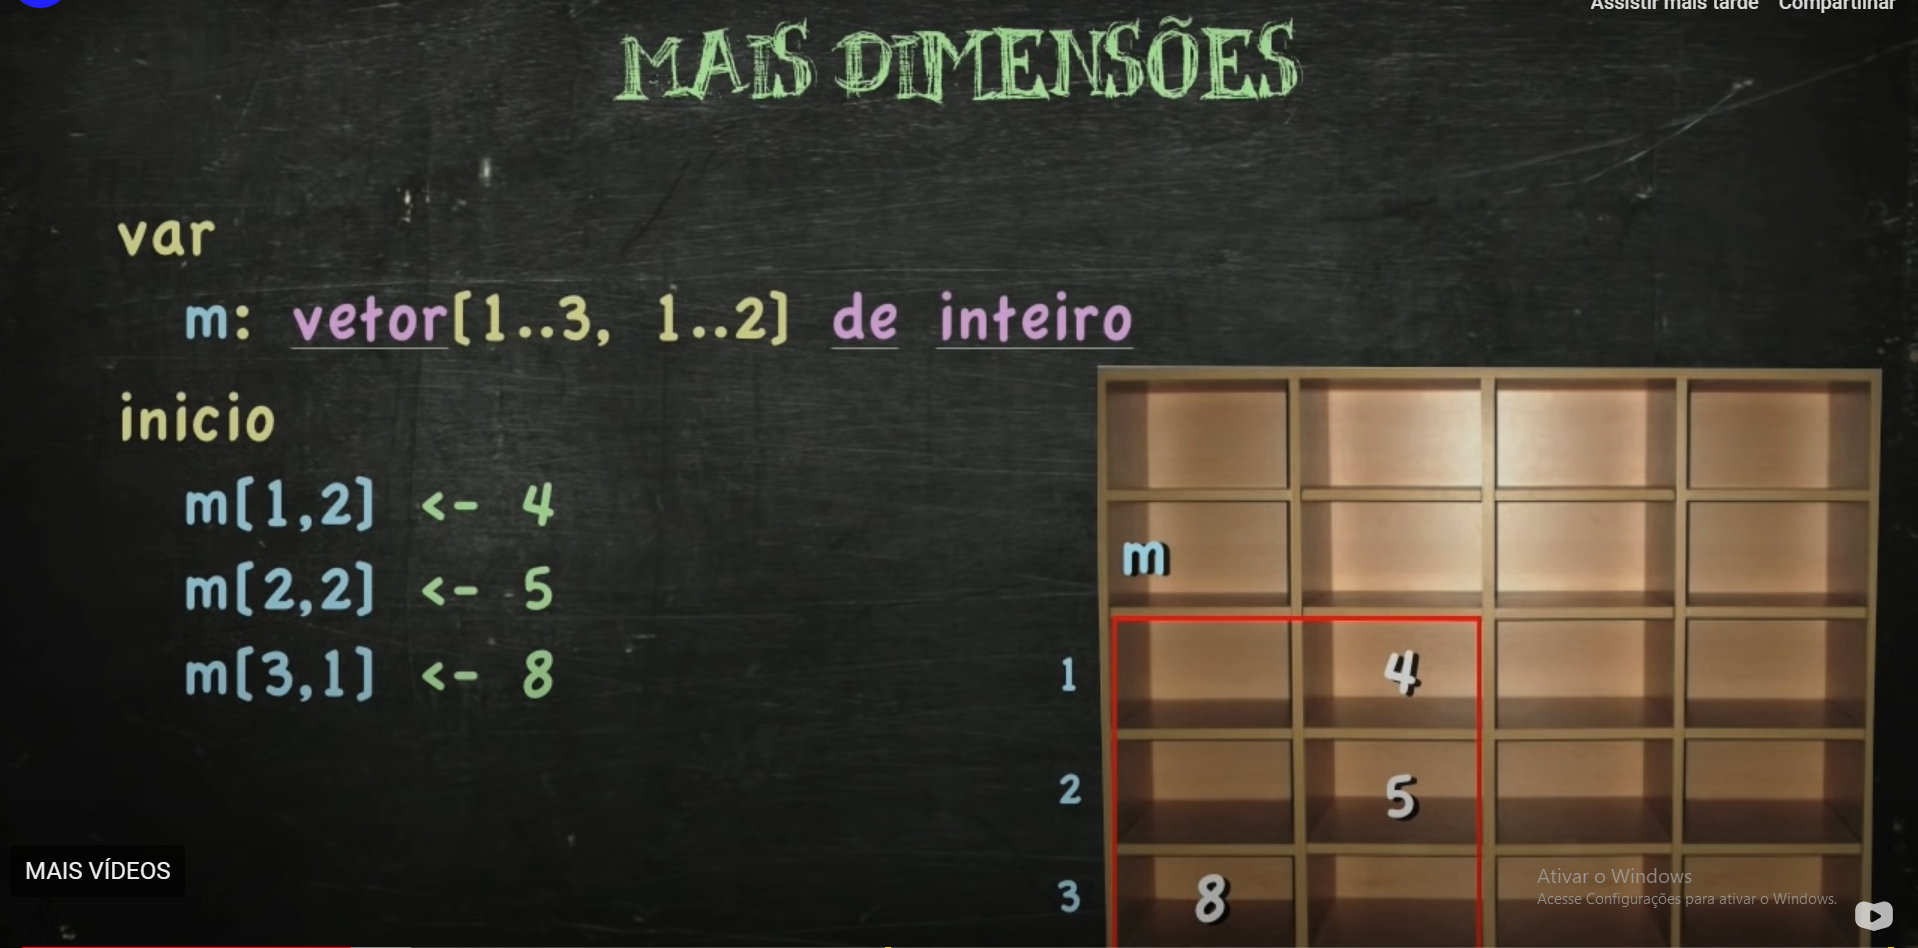 Assistir mais tarde Compartilhar
MAIS DIMENSÕES
var
m: vetor[1..3, 1..2] de inteiro
inicio
m[1,2] <- 4
m[2,2] <- 5
m[3,1] <- 8
m
1 4
2 5
3 8
MAIS VÍDEOS
Ativar o Windows
Acesse Configurações para ativar o Windows.